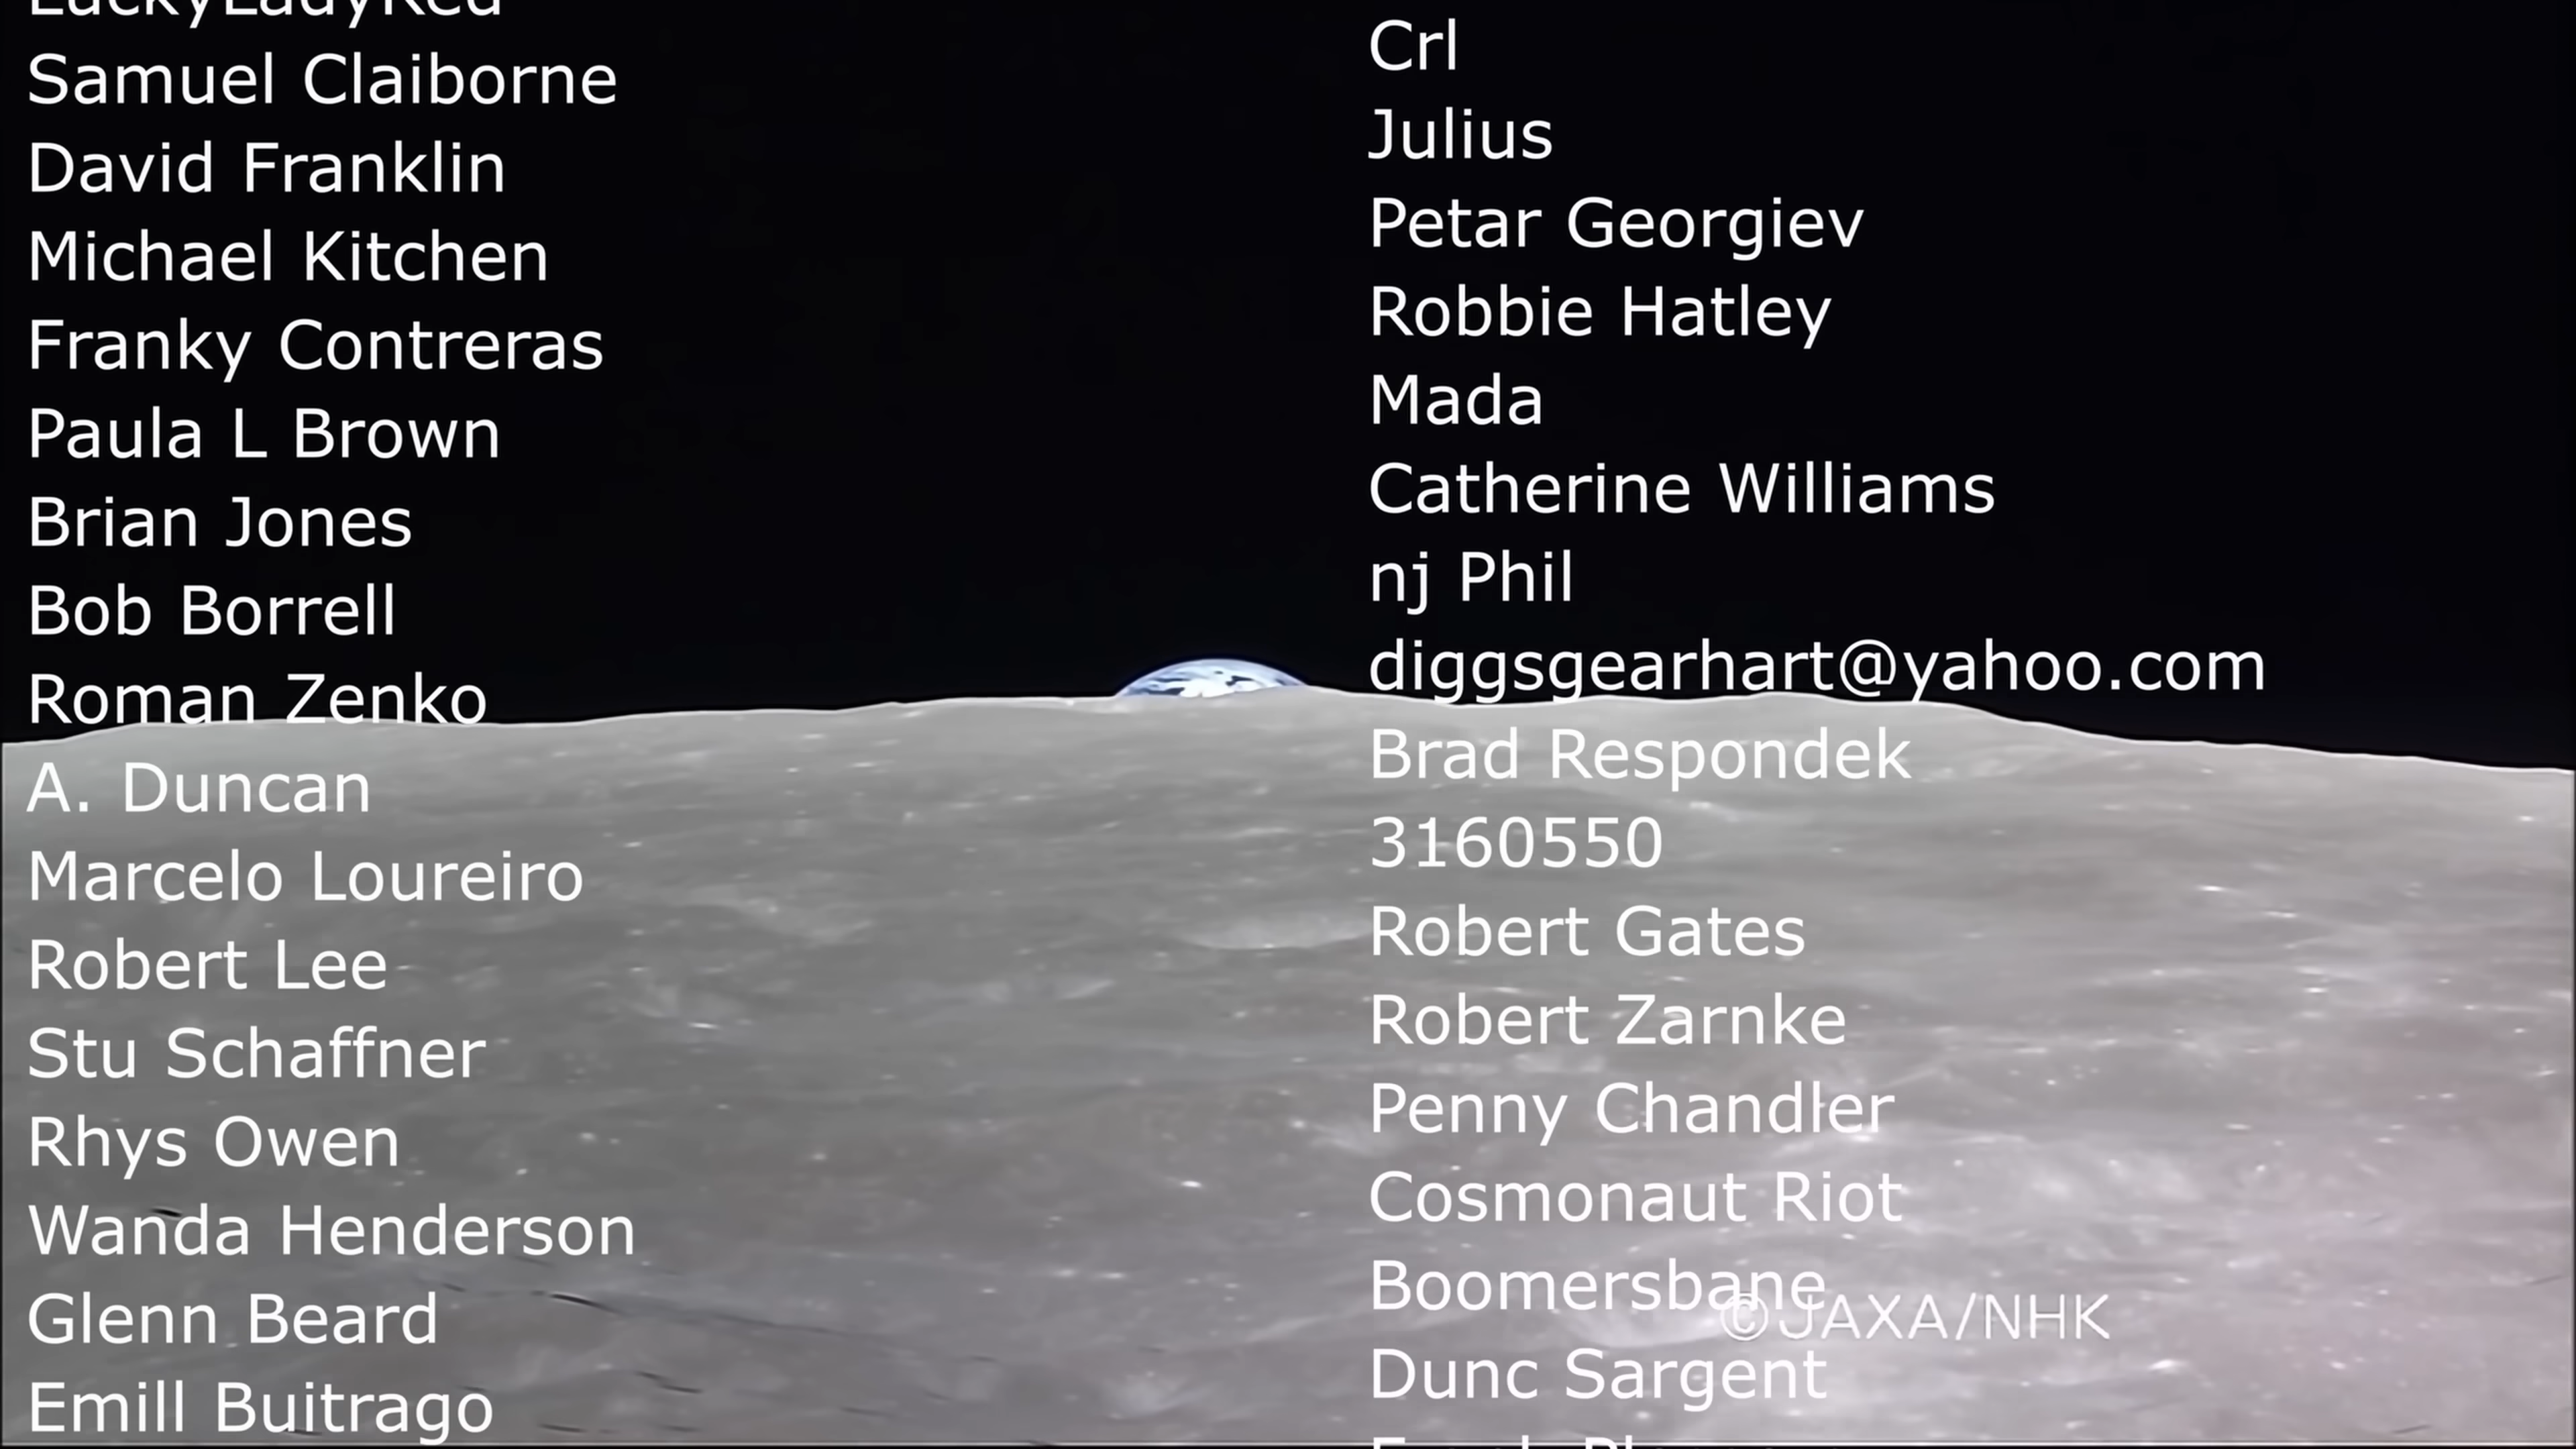 LuckyLadyRed
Samuel Claiborne
David Franklin
Michael Kitchen
Franky Contreras
Paula L Brown
Brian Jones
Bob Borrell
Roman Zenko
A. Duncan
Marcelo Loureiro
Robert Lee
Stu Schaffner
Rhys Owen
Wanda Henderson
Glenn Beard
Emill Buitrago
Crl
Julius
Petar Georgiev
Robbie Hatley
Mada
Catherine Williams
nj Phil
diggsgearhart@yahoo.com
Brad Respondek
3160550
Robert Gates
Robert Zarnke
Penny Chandler
Cosmonaut Riot
Boomersbane
©JAXA/NHK
Dunc Sargent